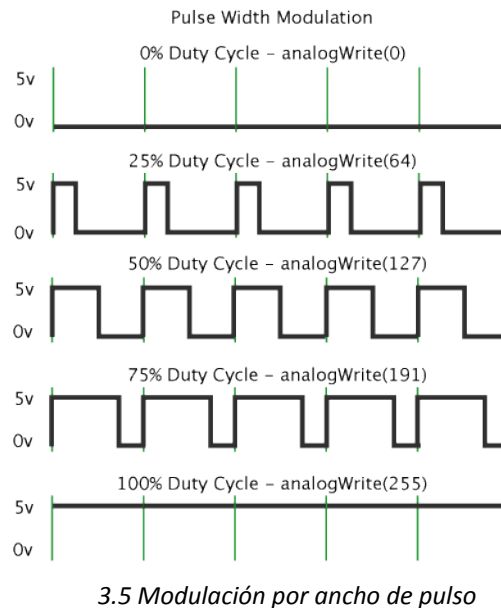 Pulse Width Modulation
0% Duty Cycle – analogWrite(0)
5v
0v
25% Duty Cycle – analogWrite(64)
5v
0v
50% Duty Cycle – analogWrite(127)
5v
0v
75% Duty Cycle – analogWrite(191)
5v
0v
100% Duty Cycle – analogWrite(255)
5v
0v
3.5 Modulación por ancho de pulso